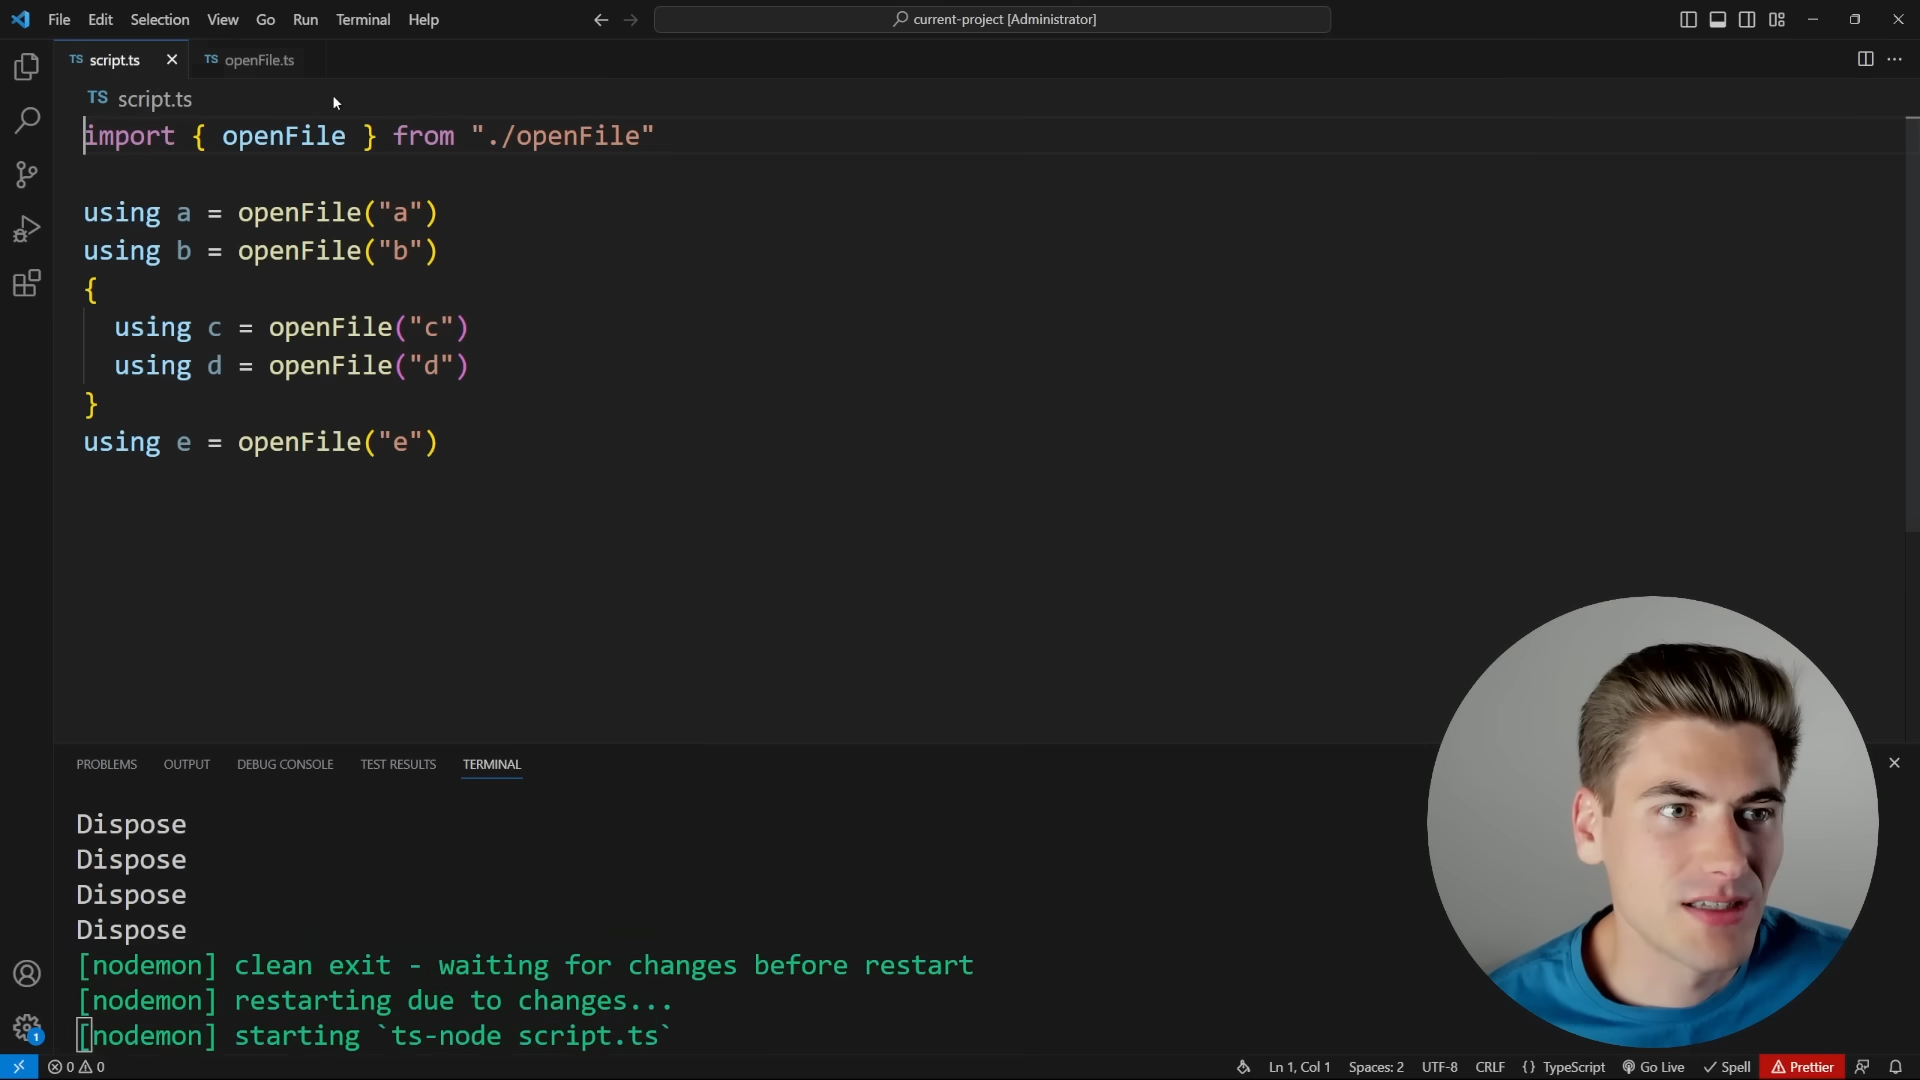 File Edit Selection View Go Run Terminal Help
current-project [Administrator]
TS script.ts
TS openFile.ts
TS script.ts
import { openFile } from "./openFile"
using a = openFile("a")
using b = openFile("b")
{
using c = openFile("c")
using d = openFile("d")
}
using e = openFile("e")
PROBLEMS OUTPUT DEBUG CONSOLE TEST RESULTS TERMINAL
Dispose
Dispose
Dispose
Dispose
[nodemon] clean exit - waiting for changes before restart
[nodemon] restarting due to changes...
[nodemon] starting `ts-node script.ts`
1
0 0 Ln 1, Col 1 Spaces: 2 UTF-8 CRLF {} TypeScript Go Live Spell Prettier